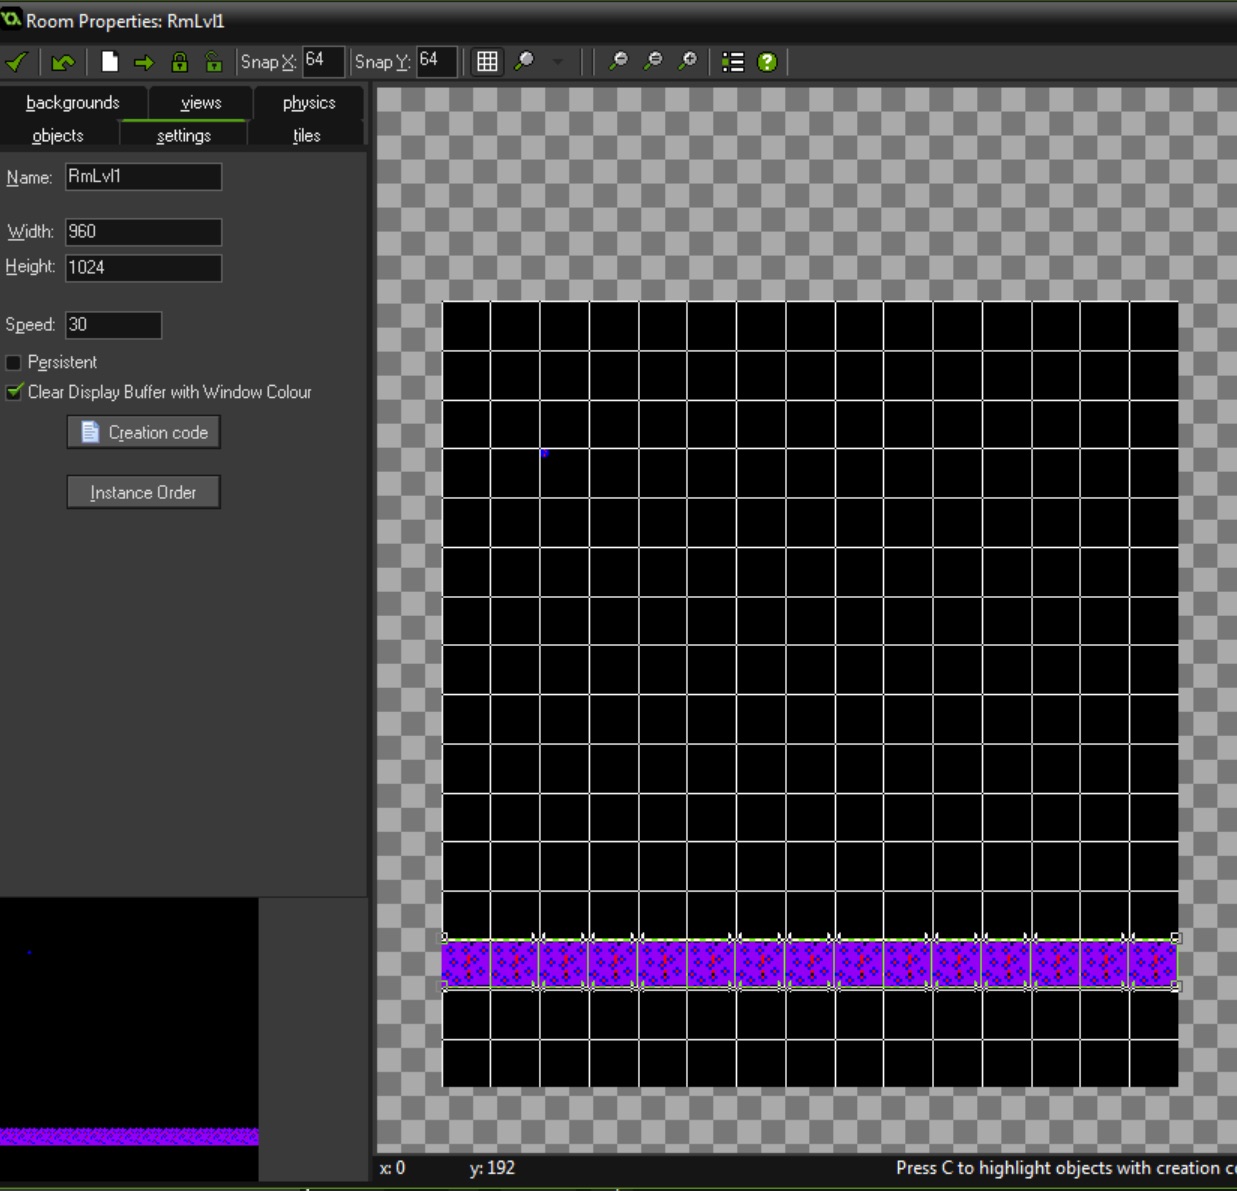 Room Properties: RmLvl1
Snap X: 64 Snap Y: 64
backgrounds views physics
objects settings tiles
Name: RmLvl1
Width: 960
Height: 1024
Speed: 30
Persistent
Clear Display Buffer with Window Colour
Creation code
Instance Order
x: 0 y: 192 Press C to highlight objects with creation c